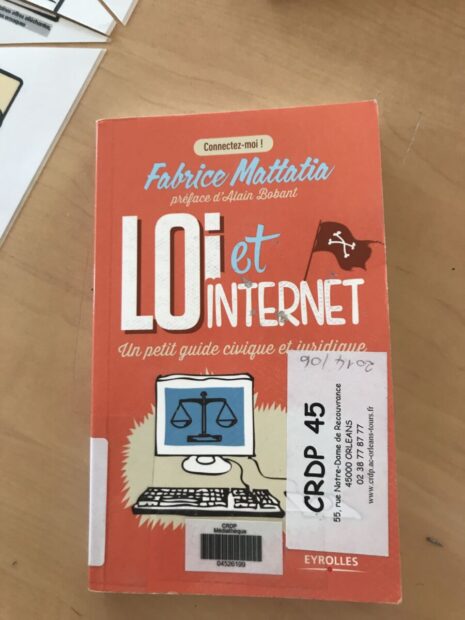 Connectez-moi !
Fabrice Mattatia
préface d'Alain Bobant
LOi et
INTERNET
Un petit guide civique et juridique
2014/06
CRDP 45
55, rue Notre-Dame de Recouvrance
45000 ORLEANS
02 38 77 87 77
www.crdp.ac-orleans-tours.fr
CRDP
Médiathèque
04526199
EYROLLES